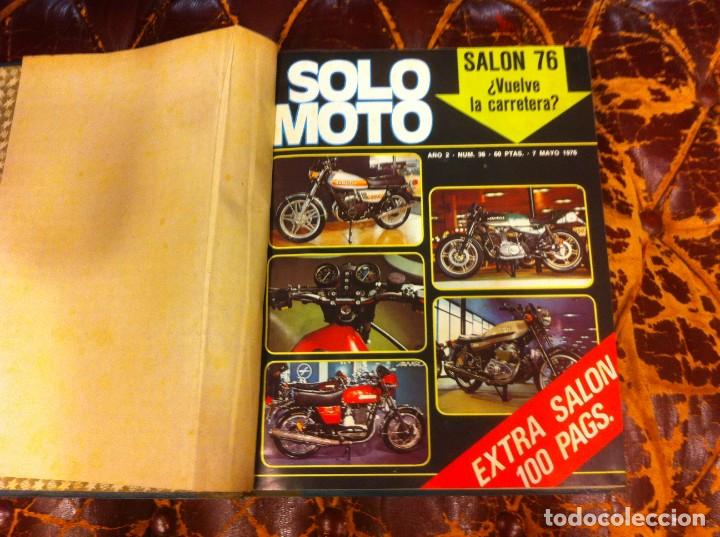 SOLO
MOTO
SALON 76
¿Vuelve
la carretera?
AÑO 2 - NUM. 36 - 60 PTAS. - 7 MAYO 1976
EXTRA SALON
100 PAGS.
todocoleccion.net